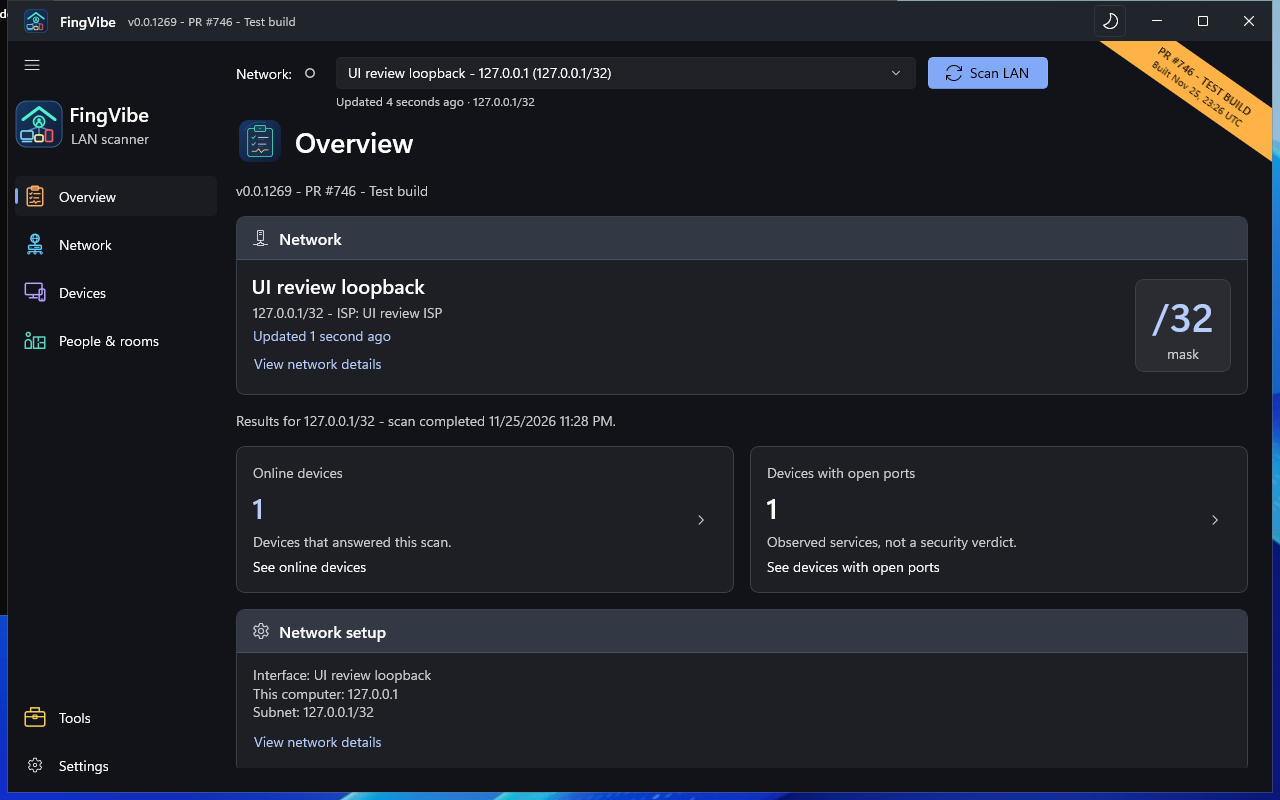 FingVibe v0.0.1269 - PR #746 - Test build
PR #746 - TEST BUILD
Built Nov 25, 23:26 UTC
Network:
UI review loopback - 127.0.0.1 (127.0.0.1/32)
Scan LAN
Updated 4 seconds ago · 127.0.0.1/32
FingVibe
LAN scanner
Overview
Network
Devices
People & rooms
Tools
Settings
Overview
v0.0.1269 - PR #746 - Test build
Network
UI review loopback
127.0.0.1/32 - ISP: UI review ISP
Updated 1 second ago
View network details
/32
mask
Results for 127.0.0.1/32 - scan completed 11/25/2026 11:28 PM.
Online devices
1
Devices that answered this scan.
See online devices
Devices with open ports
1
Observed services, not a security verdict.
See devices with open ports
Network setup
Interface: UI review loopback
This computer: 127.0.0.1
Subnet: 127.0.0.1/32
View network details